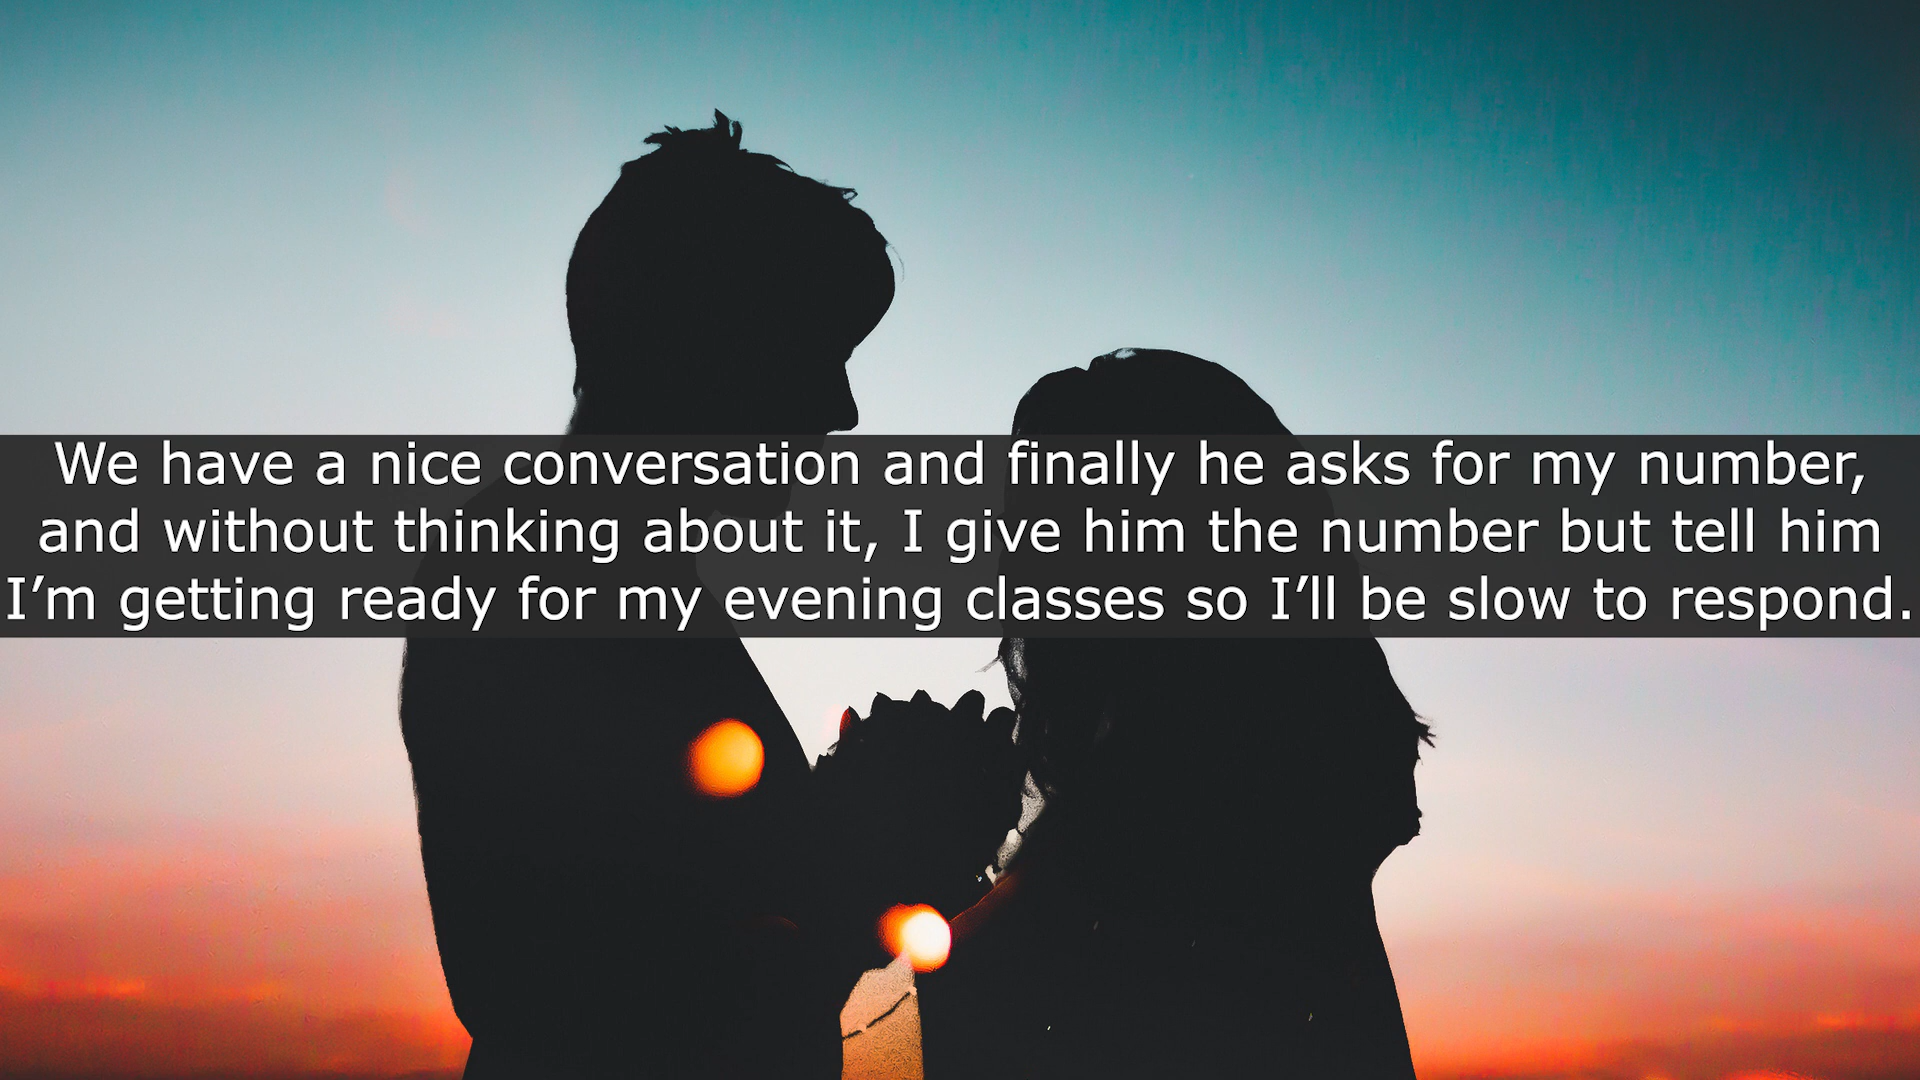 We have a nice conversation and finally he asks for my number,
and without thinking about it, I give him the number but tell him
I’m getting ready for my evening classes so I’ll be slow to respond.